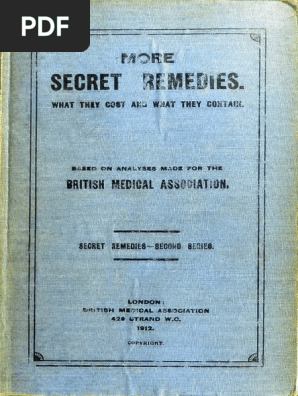 PDF
MORE
SECRET REMEDIES.
WHAT THEY COST AND WHAT THEY CONTAIN.
BASED ON ANALYSES MADE FOR THE
BRITISH MEDICAL ASSOCIATION.
SECRET REMEDIES—SECOND SERIES.
LONDON:
BRITISH MEDICAL ASSOCIATION
429 STRAND W.C.
1912.
COPYRIGHT.